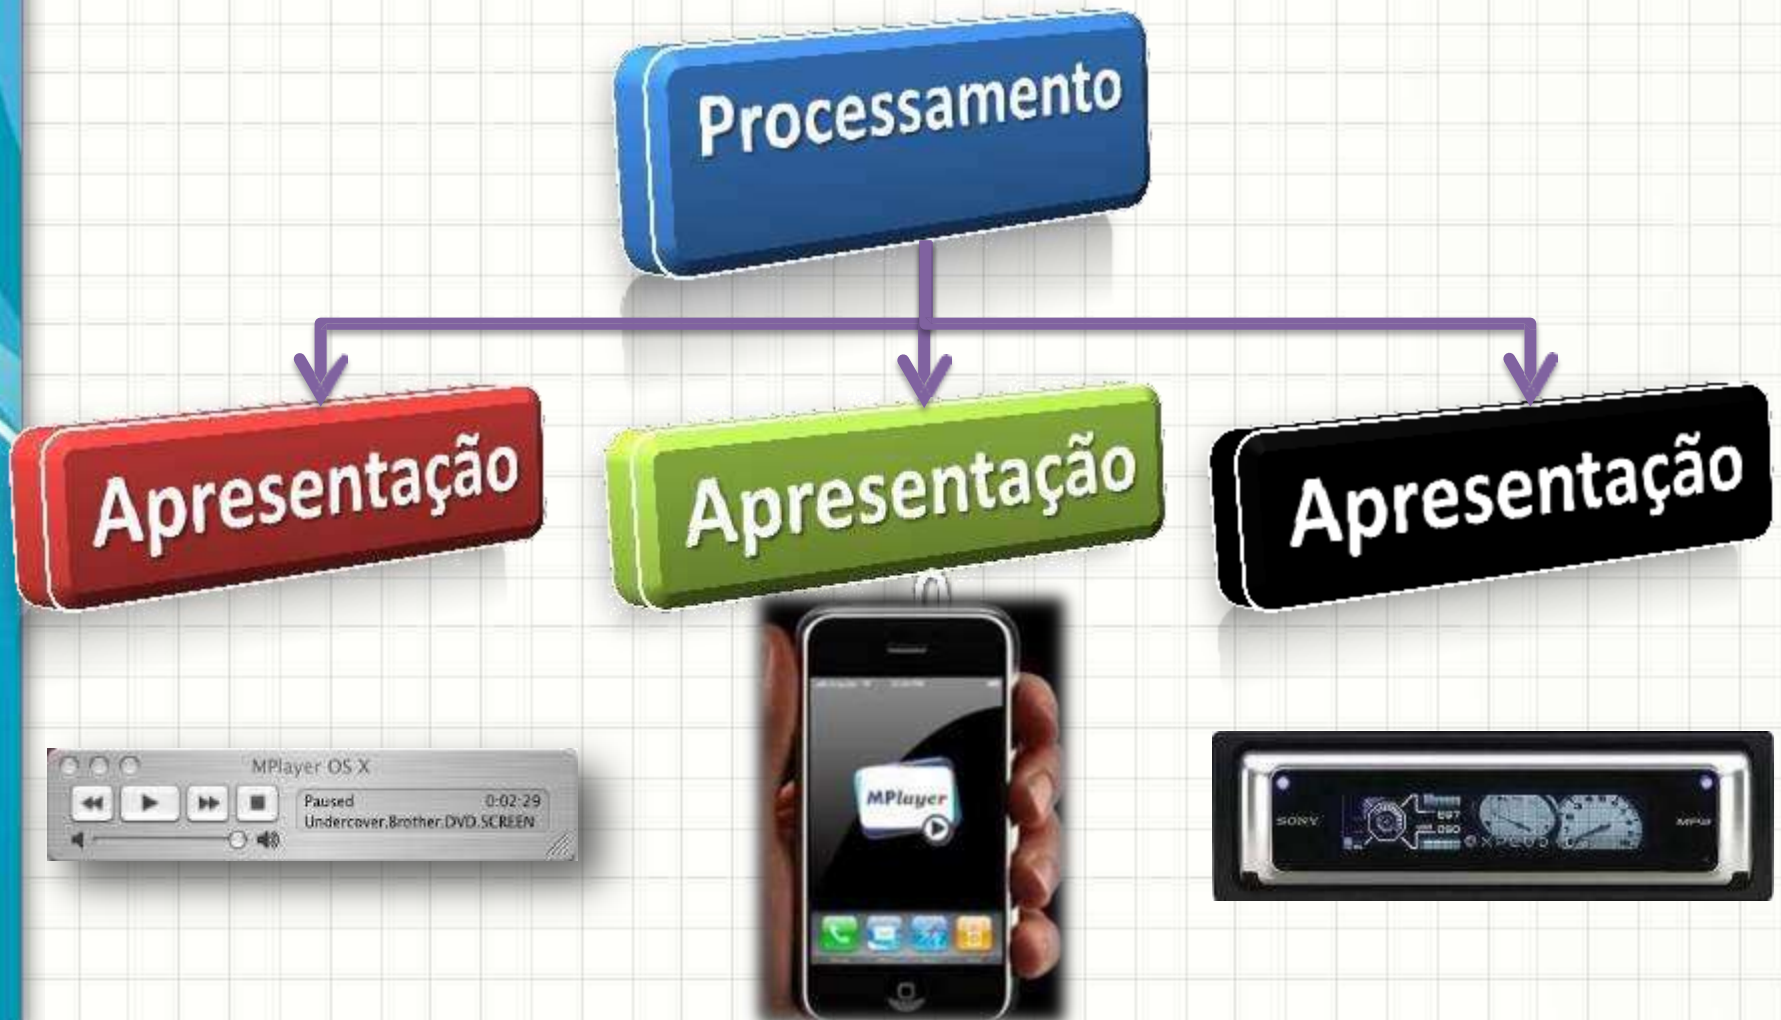 Processamento
Apresentação
Apresentação
Apresentação
MPlayer OS X
Paused 0:02:29
Undercover.Brother.DVD.SCREEN
MPlayer
SONY